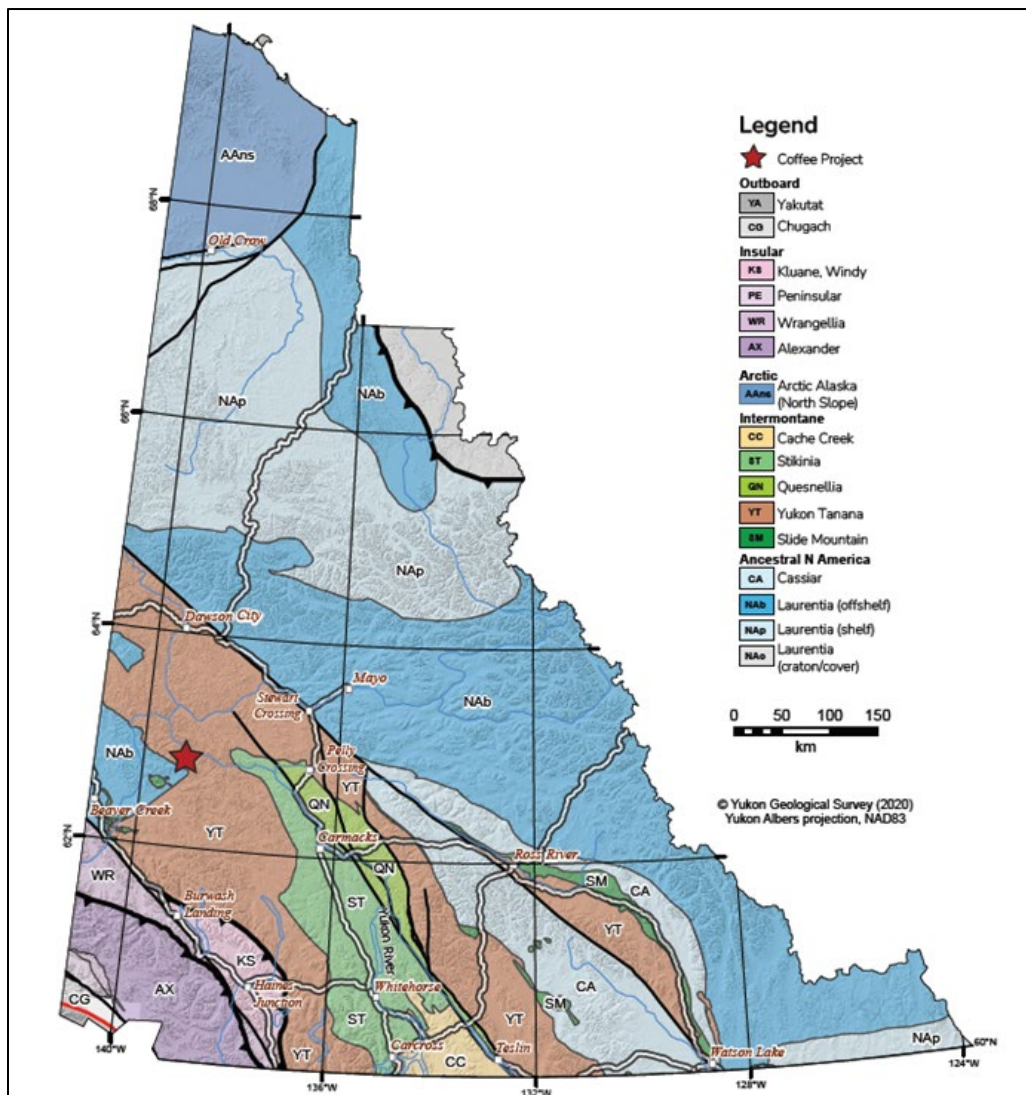 AAns
68°N
Old Crow
NAp
NAb
66°N
NAp
Dawson City
64°N
Mayo
Stewart
Crossing
NAb
NAb
Pelly
Crossing
YT
QN
Beaver Creek
YT
62°N
Carmacks
Ross River
WR
QN
SM
CA
Burwash
Landing
ST
YT
Yukon River
KS
AX
Haines
Junction
Whitehorse
CA
CG
SM
ST
YT
NAp
YT
Carcross
CC
Teslin
Watson Lake
60°N
140°W
136°W
132°W
128°W
124°W
Legend
Coffee Project
Outboard
YA Yakutat
CG Chugach
Insular
KS Kluane, Windy
PE Peninsular
WR Wrangellia
AX Alexander
Arctic
AAns Arctic Alaska
(North Slope)
Intermontane
CC Cache Creek
ST Stikinia
QN Quesnellia
YT Yukon Tanana
SM Slide Mountain
Ancestral N America
CA Cassiar
NAb Laurentia (offshelf)
NAp Laurentia (shelf)
NAc Laurentia
(craton/cover)
0 50 100 150
km
© Yukon Geological Survey (2020)
Yukon Albers projection, NAD83